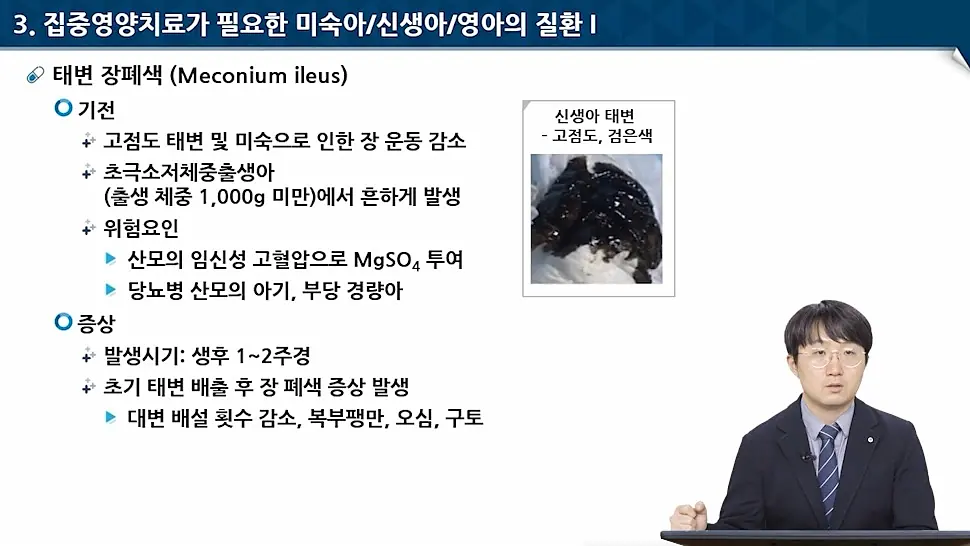 3. 집중영양치료가 필요한 미숙아/신생아/영아의 질환 I
태변 장폐색 (Meconium ileus)
기전
고점도 태변 및 미숙으로 인한 장 운동 감소
초극소저체중출생아
(출생 체중 1,000g 미만)에서 흔하게 발생
위험요인
산모의 임신성 고혈압으로 MgSO₄ 투여
당뇨병 산모의 아기, 부당 경량아
증상
발생시기: 생후 1~2주경
초기 태변 배출 후 장 폐색 증상 발생
대변 배설 횟수 감소, 복부팽만, 오심, 구토
신생아 태변
- 고점도, 검은색